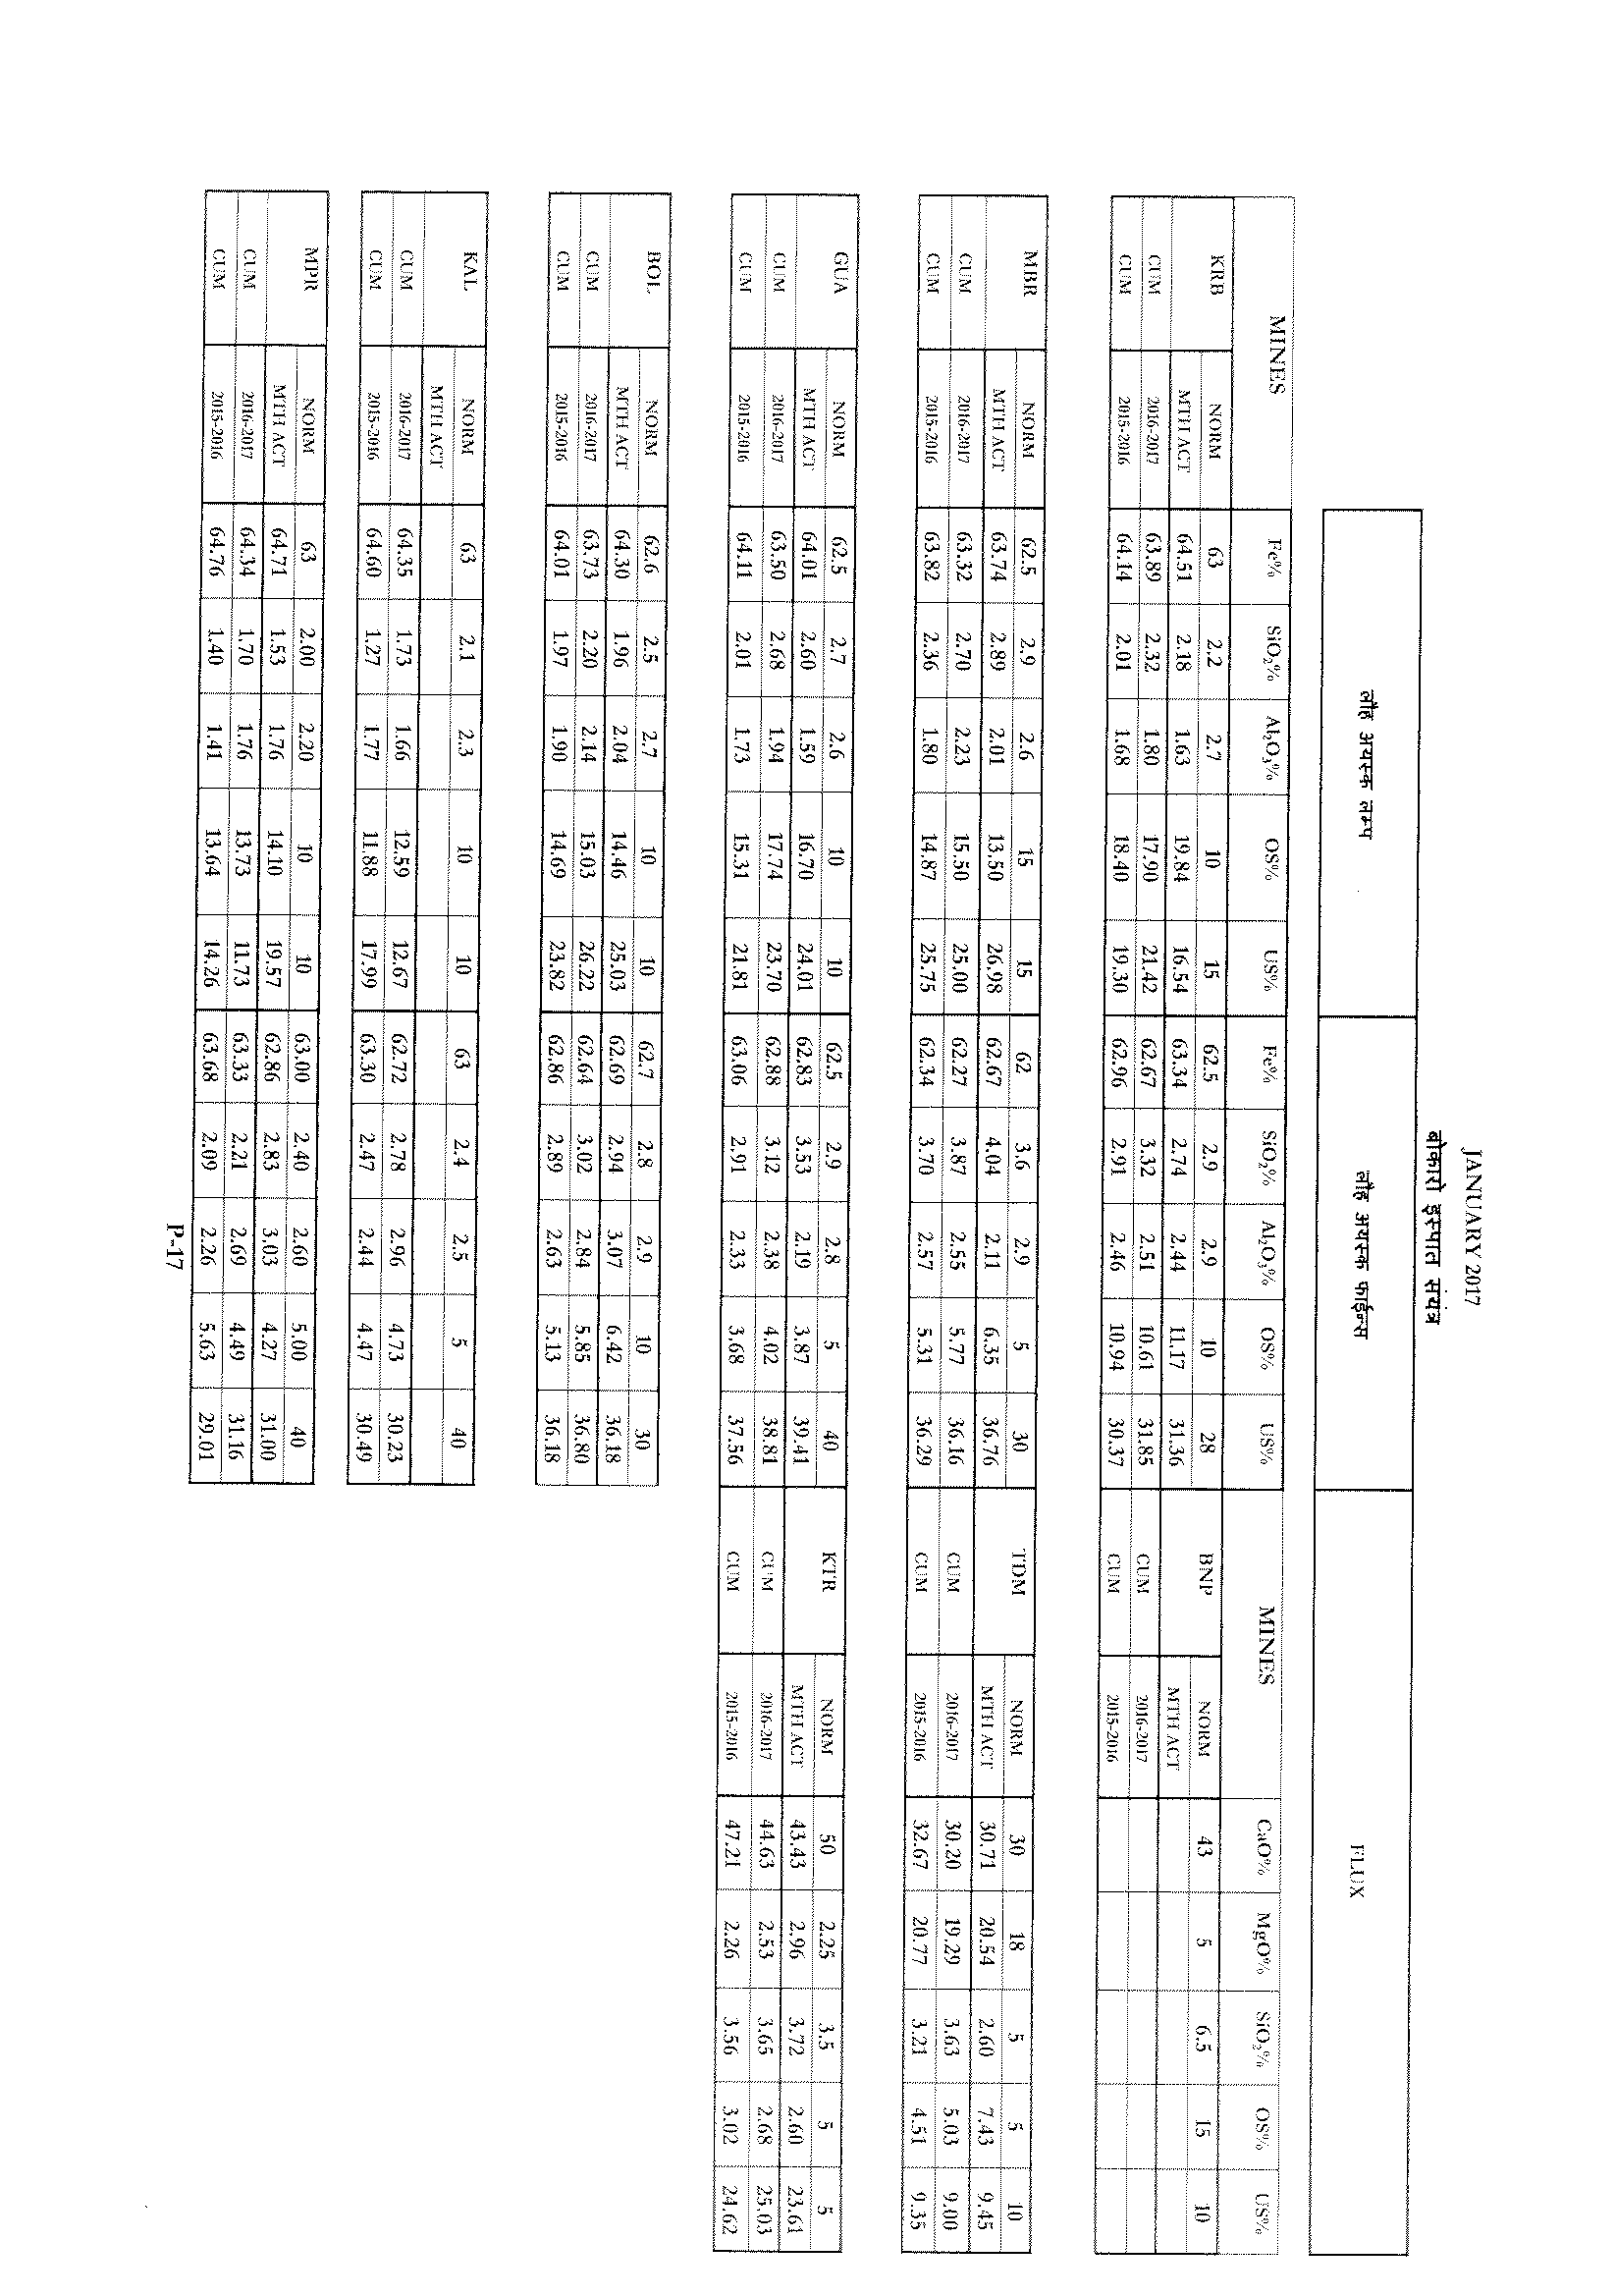 JANUARY 2017
बोकारो इस्पात संयंत्र
लौह अयस्क लम्प लौह अयस्क फाईन्स FLUX
MINES Fe% SiO₂% Al₂O₃% OS% US% Fe% SiO₂% Al₂O₃% OS% US% MINES CaO% MgO% SiO₂% OS% US%
KRB NORM 63 2.2 2.7 10 15 62.5 2.9 2.9 10 28 BNP NORM 43 5 6.5 15 10
MTH ACT 64.51 2.18 1.63 19.84 16.54 63.34 2.74 2.44 11.17 31.36 MTH ACT
CUM 2016-2017 63.89 2.32 1.80 17.90 21.42 62.67 3.32 2.51 10.61 31.85 CUM 2016-2017
CUM 2015-2016 64.14 2.01 1.68 18.40 19.30 62.96 2.91 2.46 10.94 30.37 CUM 2015-2016
MBR NORM 62.5 2.9 2.6 15 15 62 3.6 2.9 5 30 TDM NORM 30 18 5 5 10
MTH ACT 63.74 2.89 2.01 13.50 26.98 62.67 4.04 2.11 6.35 36.76 MTH ACT 30.71 20.54 2.60 7.43 9.45
CUM 2016-2017 63.32 2.70 2.23 15.50 25.00 62.27 3.87 2.55 5.77 36.16 CUM 2016-2017 30.20 19.29 3.63 5.03 9.00
CUM 2015-2016 63.82 2.36 1.80 14.87 25.75 62.34 3.70 2.57 5.31 36.29 CUM 2015-2016 32.67 20.77 3.21 4.51 9.35
GUA NORM 62.5 2.7 2.6 10 10 62.5 2.9 2.8 5 40 KTR NORM 50 2.25 3.5 5 5
MTH ACT 64.01 2.60 1.59 16.70 24.01 62.83 3.53 2.19 3.87 39.41 MTH ACT 43.43 2.96 3.72 2.60 23.61
CUM 2016-2017 63.50 2.68 1.94 17.74 23.70 62.88 3.12 2.38 4.02 38.81 CUM 2016-2017 44.63 2.53 3.65 2.68 25.03
CUM 2015-2016 64.11 2.01 1.73 15.31 21.81 63.06 2.91 2.33 3.68 37.56 CUM 2015-2016 47.21 2.26 3.56 3.02 24.62
BOL NORM 62.6 2.5 2.7 10 10 62.7 2.8 2.9 10 30
MTH ACT 64.30 1.96 2.04 14.46 25.03 62.69 2.94 3.07 6.42 36.18
CUM 2016-2017 63.73 2.20 2.14 15.03 26.22 62.64 3.02 2.84 5.85 36.80
CUM 2015-2016 64.01 1.97 1.90 14.69 23.82 62.86 2.89 2.63 5.13 36.18
KAL NORM 63 2.1 2.3 10 10 63 2.4 2.5 5 40
MTH ACT
CUM 2016-2017 64.35 1.73 1.66 12.59 12.67 62.72 2.78 2.96 4.73 30.23
CUM 2015-2016 64.60 1.27 1.77 11.88 17.99 63.30 2.47 2.44 4.47 30.49
MPR NORM 63 2.00 2.20 10 10 63.00 2.40 2.60 5.00 40
MTH ACT 64.71 1.53 1.76 14.10 19.57 62.86 2.83 3.03 4.27 31.00
CUM 2016-2017 64.34 1.70 1.76 13.73 11.73 63.33 2.21 2.69 4.49 31.16
CUM 2015-2016 64.76 1.40 1.41 13.64 14.26 63.68 2.09 2.26 5.63 29.01
P-17